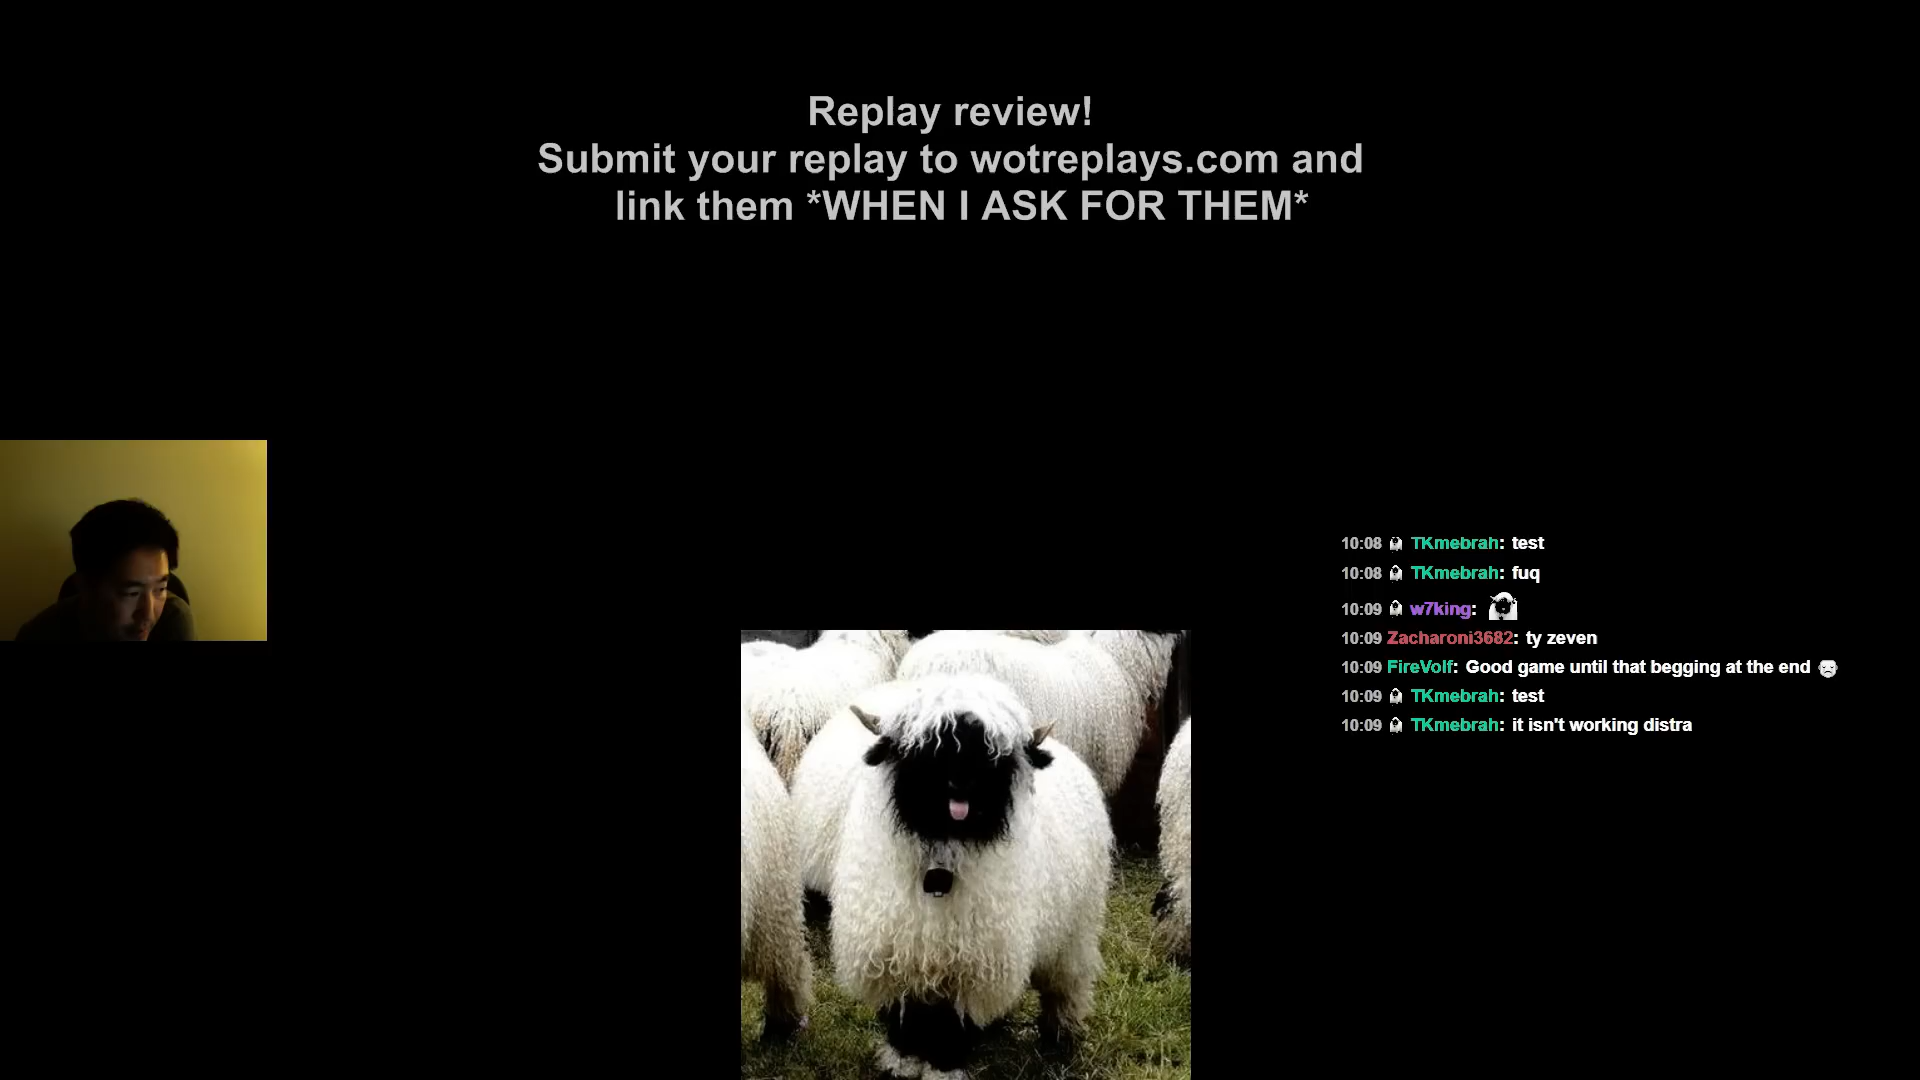 Replay review!
Submit your replay to wotreplays.com and
link them *WHEN I ASK FOR THEM*
10:08 TKmebrah: test
10:08 TKmebrah: fuq
10:09 w7king:
10:09 Zacharoni3682: ty zeven
10:09 FireVolf: Good game until that begging at the end
10:09 TKmebrah: test
10:09 TKmebrah: it isn't working distra